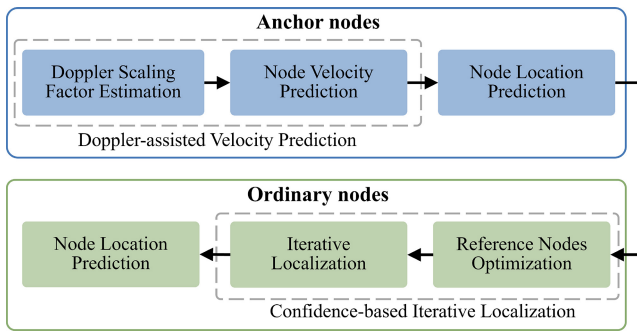 Anchor nodes
Doppler Scaling
Factor Estimation
Node Velocity
Prediction
Node Location
Prediction
Doppler-assisted Velocity Prediction
Ordinary nodes
Node Location
Prediction
Iterative
Localization
Reference Nodes
Optimization
Confidence-based Iterative Localization